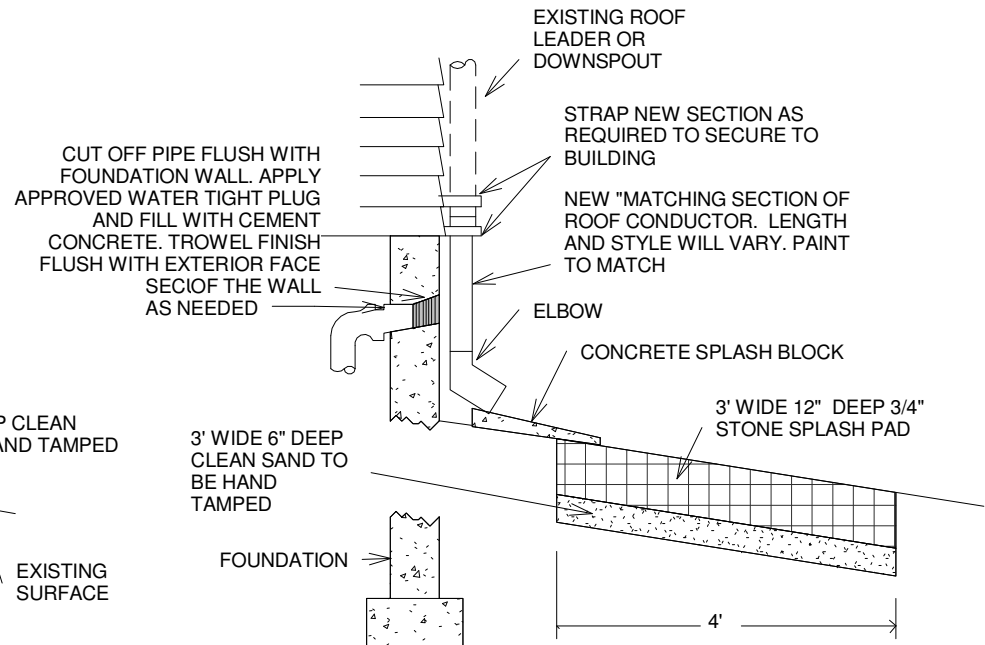 EXISTING ROOF
LEADER OR
DOWNSPOUT
STRAP NEW SECTION AS
REQUIRED TO SECURE TO
BUILDING
CUT OFF PIPE FLUSH WITH
FOUNDATION WALL. APPLY
APPROVED WATER TIGHT PLUG
AND FILL WITH CEMENT
CONCRETE. TROWEL FINISH
FLUSH WITH EXTERIOR FACE
OF THE WALL
AS NEEDED
NEW "MATCHING SECTION OF
ROOF CONDUCTOR. LENGTH
AND STYLE WILL VARY. PAINT
TO MATCH
ELBOW
CONCRETE SPLASH BLOCK
3' WIDE 12" DEEP 3/4"
STONE SPLASH PAD
CLEAN
AND TAMPED
3' WIDE 6" DEEP
CLEAN SAND TO
BE HAND
TAMPED
FOUNDATION
EXISTING
SURFACE
4'